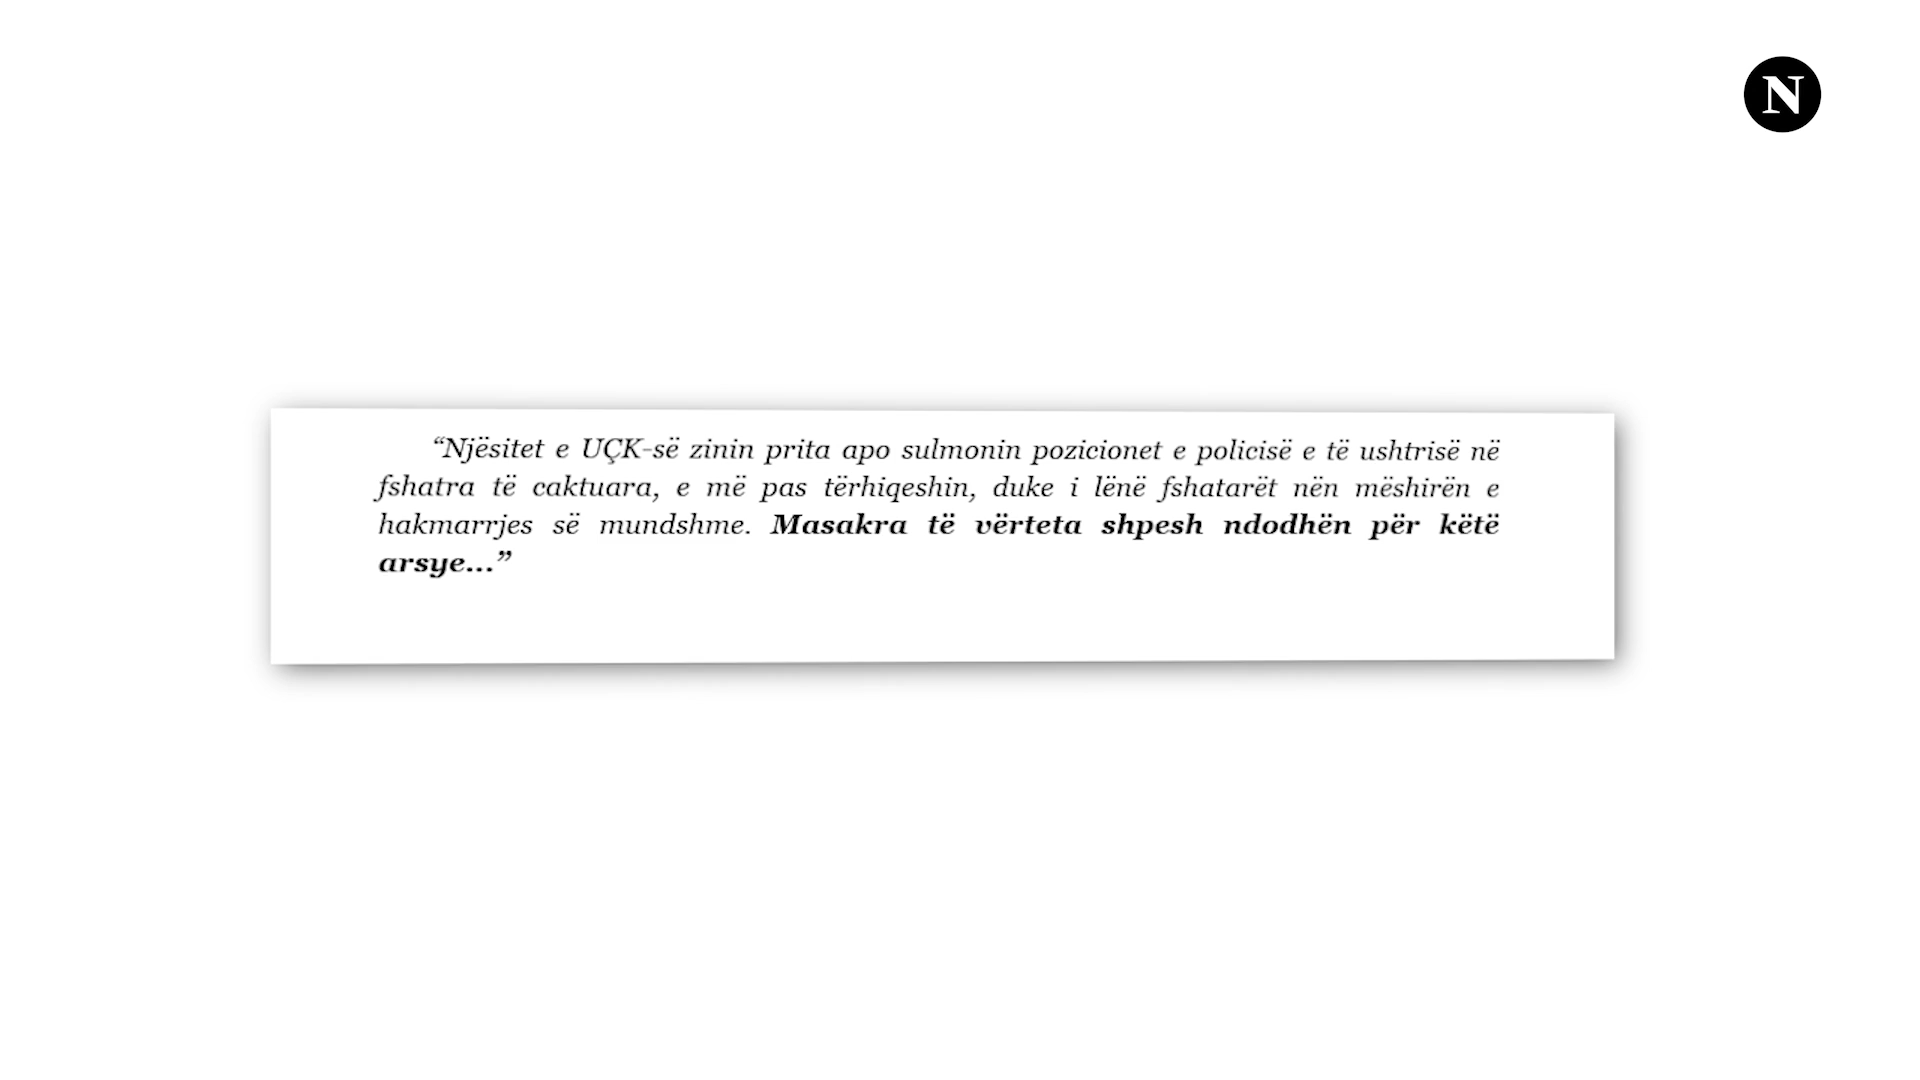 N
“Njësitet e UÇK-së zinin prita apo sulmonin pozicionet e policisë e të ushtrisë në
fshatra të caktuara, e më pas tërhiqeshin, duke i lënë fshatarët nën mëshirën e
hakmarrjes së mundshme. Masakra të vërteta shpesh ndodhën për këtë
arsye...”